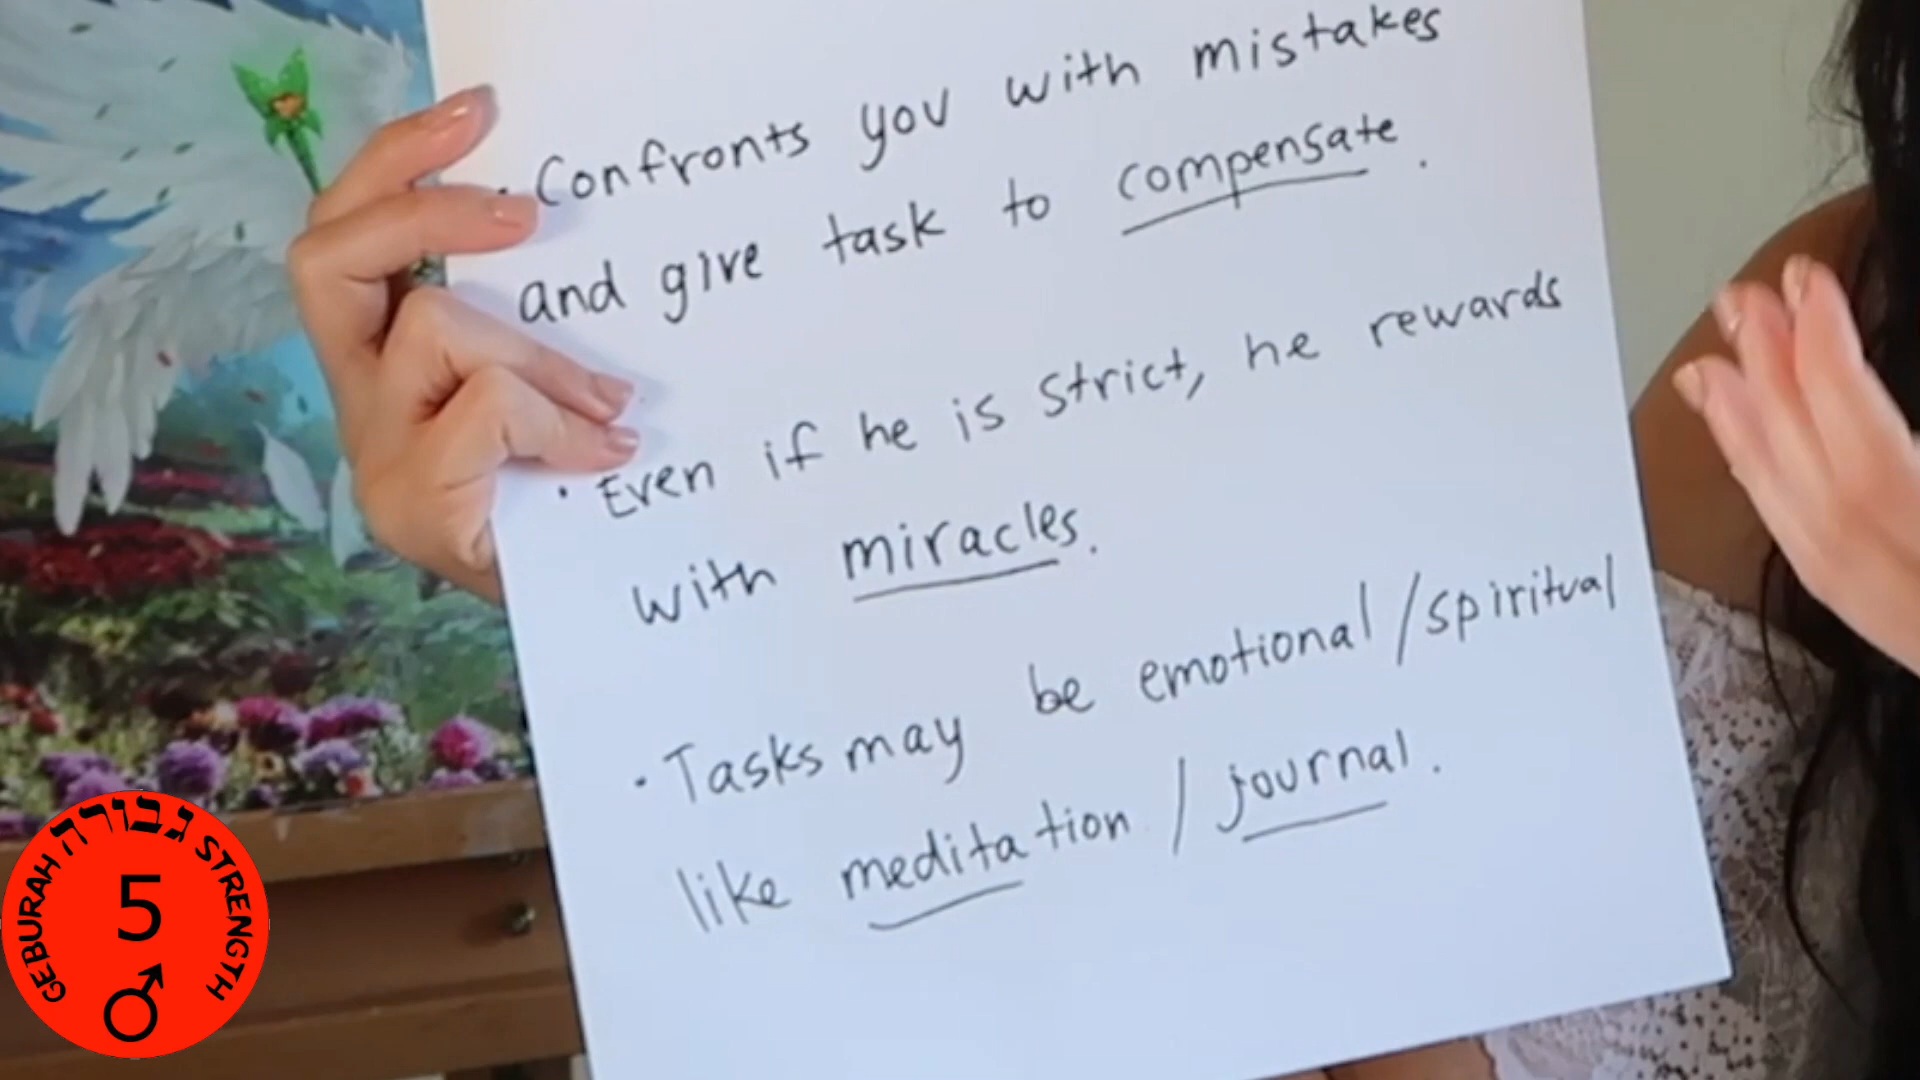 · Confronts you with mistakes
and give task to compensate.
· Even if he is strict, he rewards
with miracles.
· Tasks may be emotional/spiritual
like meditation / journal.
GEBURAH גבורה STRENGTH
5
♂